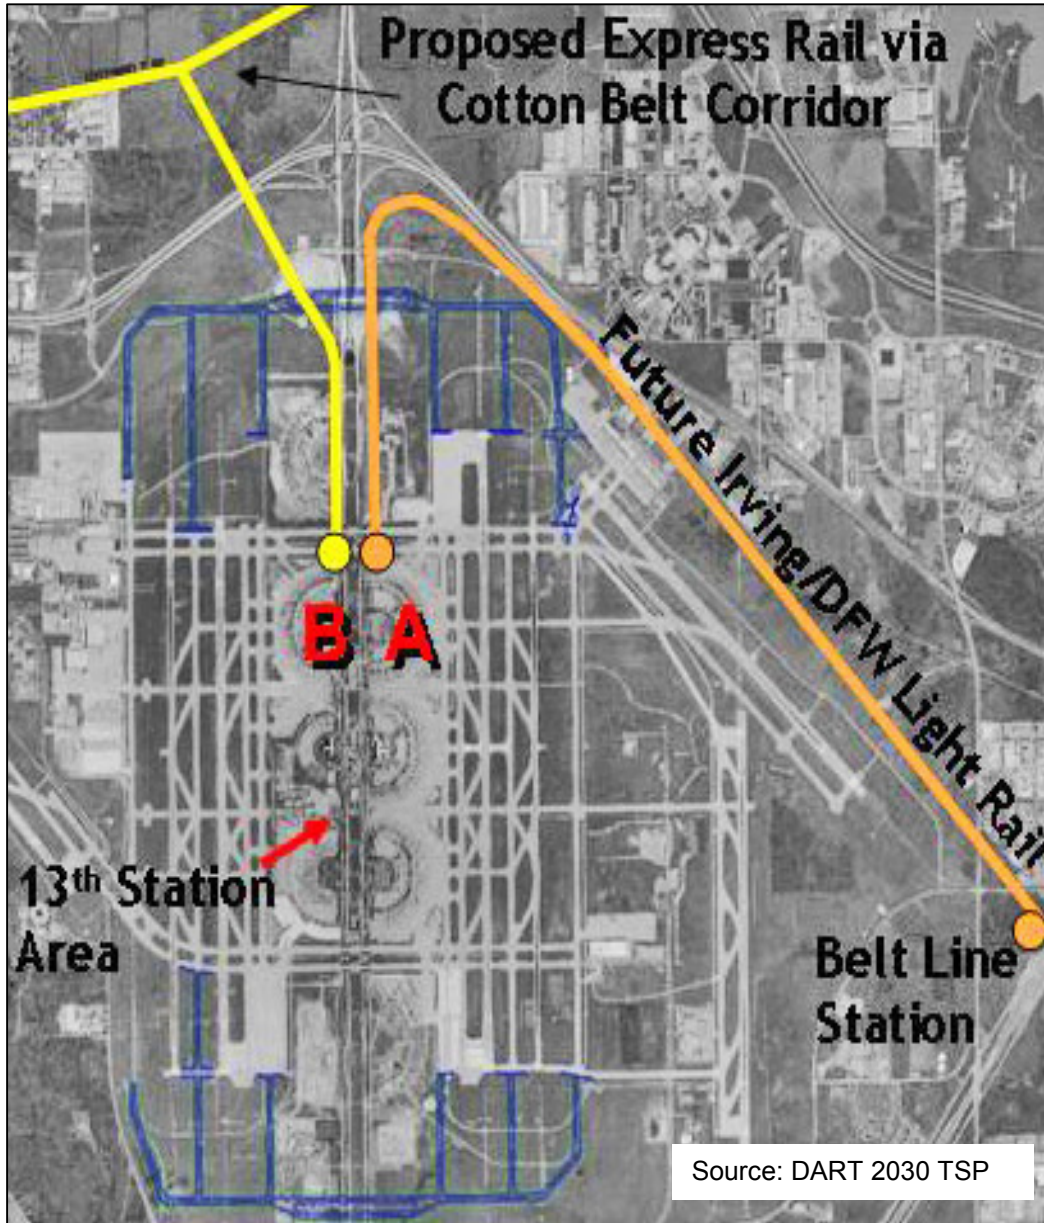 Proposed Express Rail via
Cotton Belt Corridor
Future Irving/DFW Light Rail
B A
13th Station
Area
Belt Line
Station
Source: DART 2030 TSP